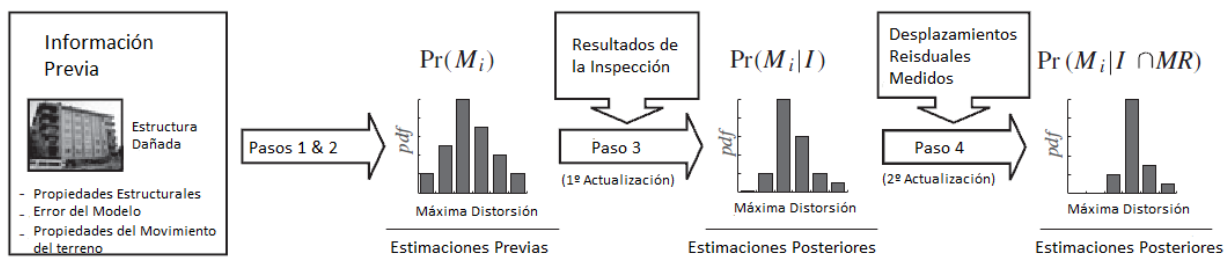 Información
Previa
Estructura
Dañada
- Propiedades Estructurales
- Error del Modelo
- Propiedades del Movimiento
del terreno
Pasos 1 & 2
Pr(M_i)
pdf
Máxima Distorsión
Estimaciones Previas
Resultados de
la Inspección
Paso 3
(1º Actualización)
Pr(M_i|I)
pdf
Máxima Distorsión
Estimaciones Posteriores
Desplazamientos
Reisduales
Medidos
Paso 4
(2º Actualización)
Pr(M_i|I ∩MR)
pdf
Máxima Distorsión
Estimaciones Posteriores